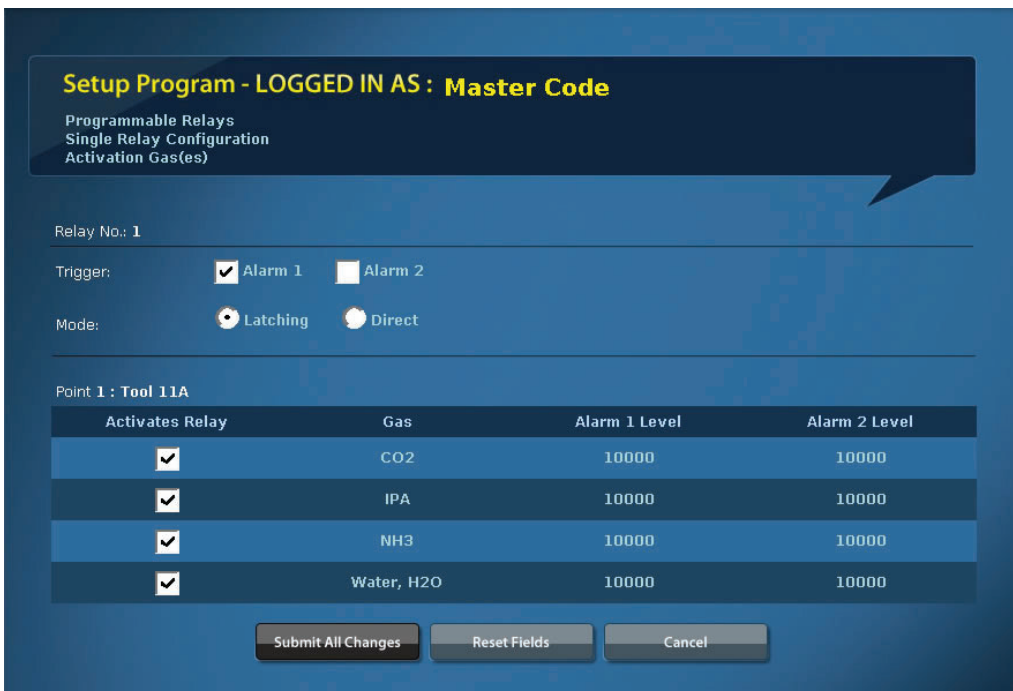 Setup Program - LOGGED IN AS : Master Code
Programmable Relays
Single Relay Configuration
Activation Gas(es)
Relay No.: 1
Trigger: Alarm 1 Alarm 2
Mode: Latching Direct
Point 1 : Tool 11A
Activates Relay Gas Alarm 1 Level Alarm 2 Level
CO2 10000 10000
IPA 10000 10000
NH3 10000 10000
Water, H2O 10000 10000
Submit All Changes Reset Fields Cancel